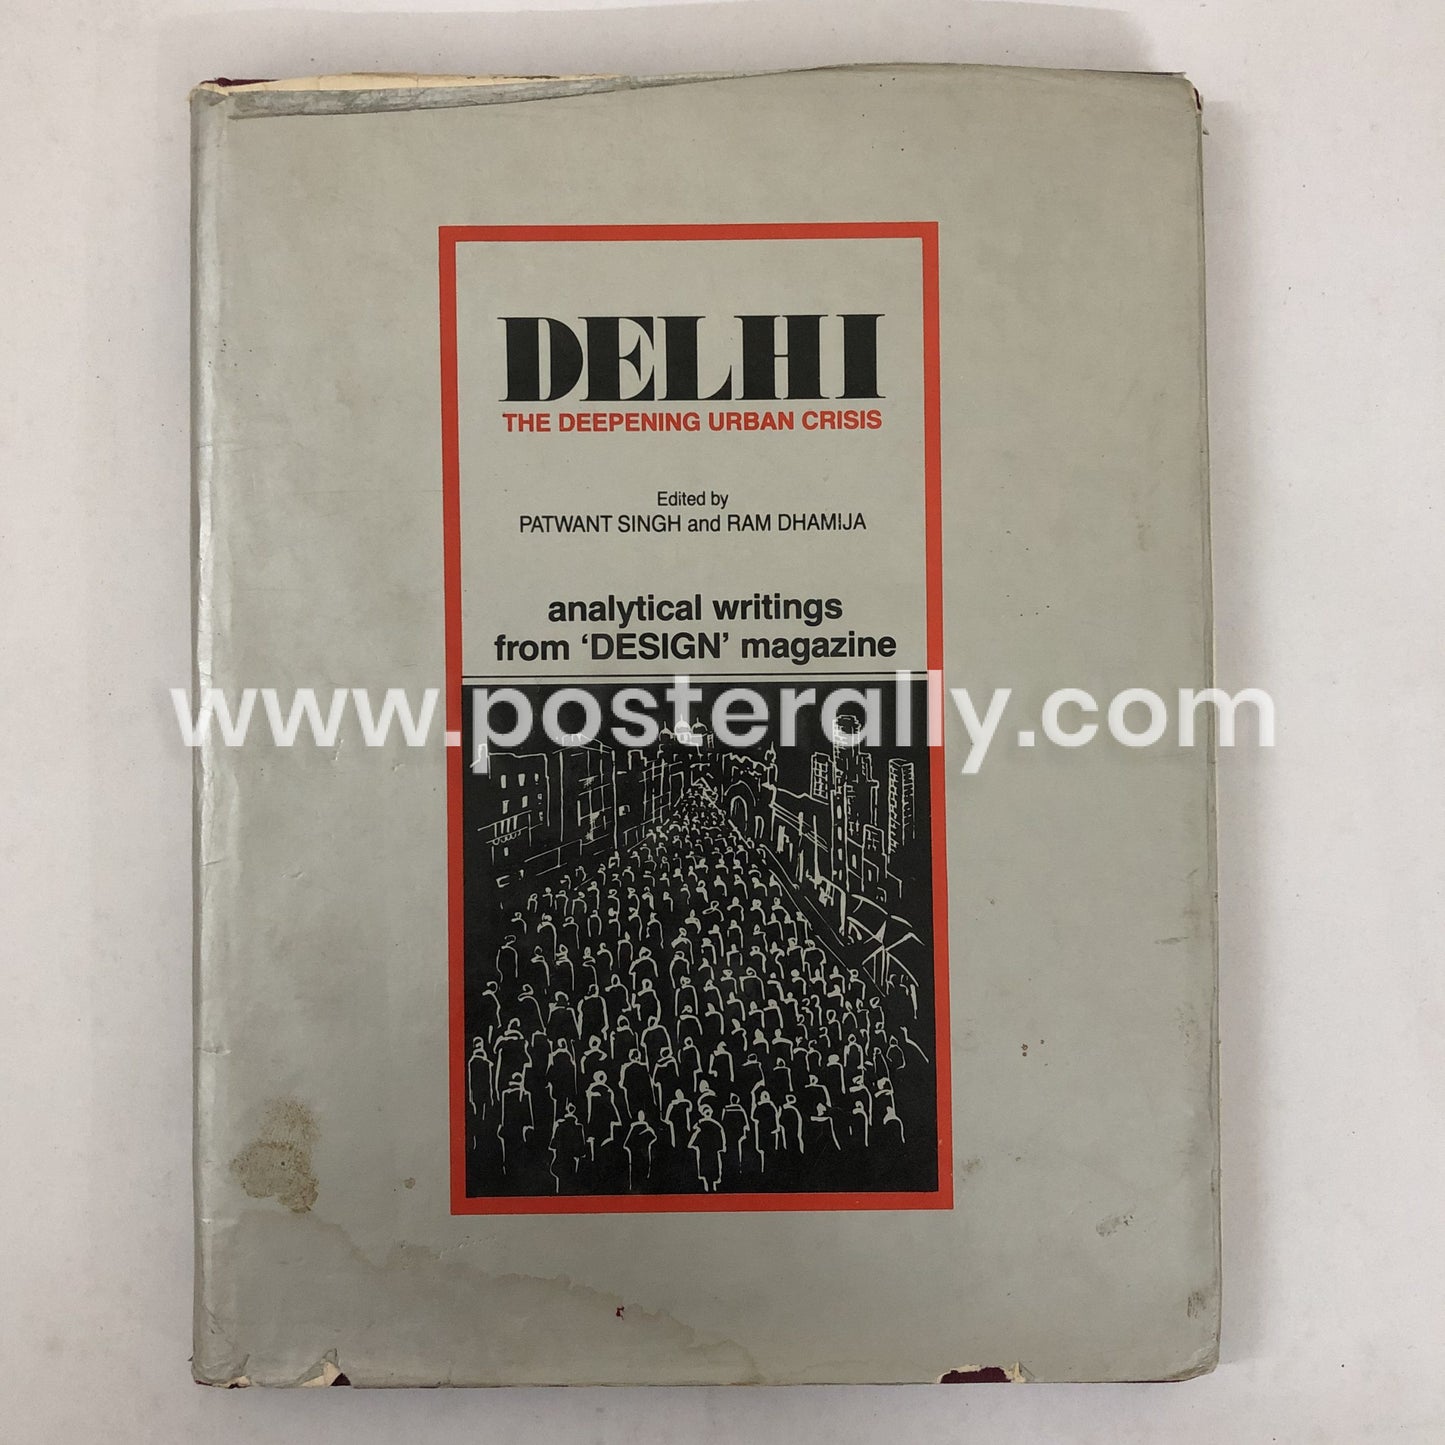 DELHI
THE DEEPENING URBAN CRISIS
Edited by
PATWANT SINGH and RAM DHAMIJA
analytical writings
from ‘DESIGN’ magazine
www.posterally.com